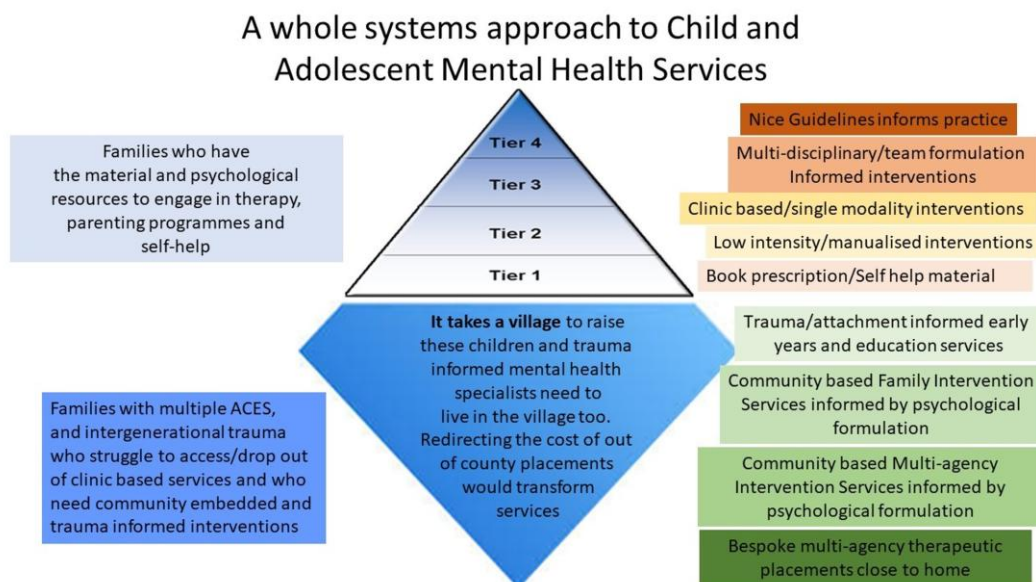 A whole systems approach to Child and
Adolescent Mental Health Services
Families who have
the material and psychological
resources to engage in therapy,
parenting programmes and
self-help
Tier 4
Tier 3
Tier 2
Tier 1
Nice Guidelines informs practice
Multi-disciplinary/team formulation
Informed interventions
Clinic based/single modality interventions
Low intensity/manualised interventions
Book prescription/Self help material
Families with multiple ACES,
and intergenerational trauma
who struggle to access/drop out
of clinic based services and who
need community embedded and
trauma informed interventions
It takes a village to raise
these children and trauma
informed mental health
specialists need to
live in the village too.
Redirecting the cost of out
of county placements
would transform
services
Trauma/attachment informed early
years and education services
Community based Family Intervention
Services informed by psychological
formulation
Community based Multi-agency
Intervention Services informed by
psychological formulation
Bespoke multi-agency therapeutic
placements close to home